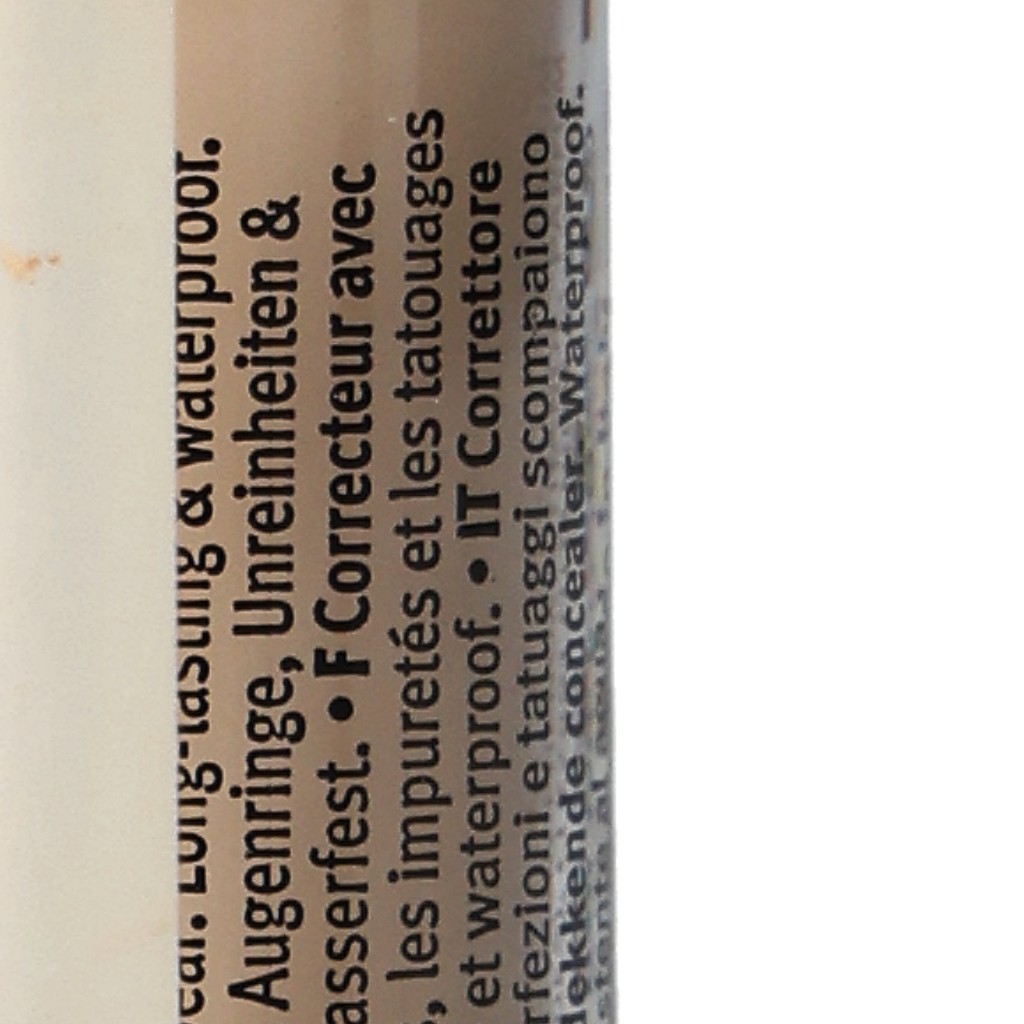 Long-lasting & waterproof.
Augenringe, Unreinheiten &
asserfest. • F Correcteur avec
, les impuretés et les tatouages
et waterproof. • IT Correttore
rfezioni e tatuaggi scompaiono
dekkende concealer. Waterproof.